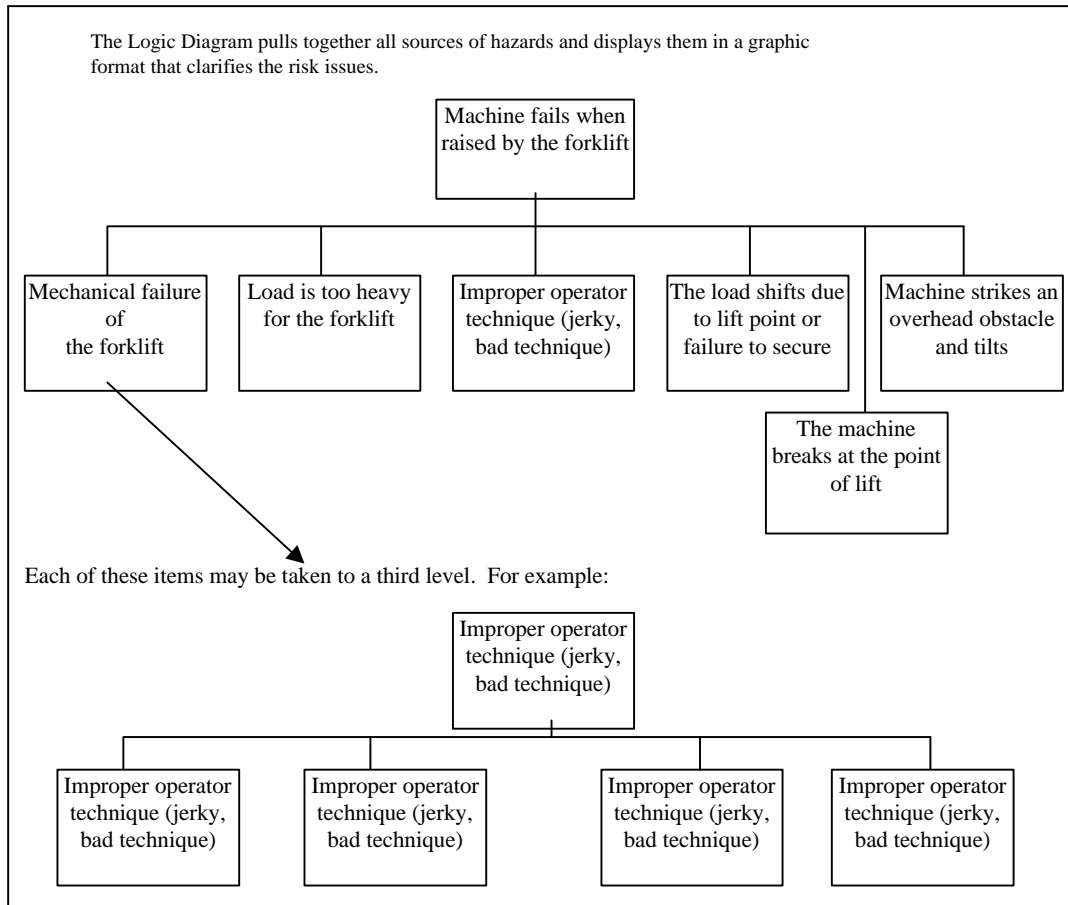 The Logic Diagram pulls together all sources of hazards and displays them in a graphic
format that clarifies the risk issues.
Machine fails when
raised by the forklift
Mechanical failure
of
the forklift
Load is too heavy
for the forklift
Improper operator
technique (jerky,
bad technique)
The load shifts due
to lift point or
failure to secure
Machine strikes an
overhead obstacle
and tilts
The machine
breaks at the point
of lift
Each of these items may be taken to a third level.  For example:
Improper operator
technique (jerky,
bad technique)
Improper operator
technique (jerky,
bad technique)
Improper operator
technique (jerky,
bad technique)
Improper operator
technique (jerky,
bad technique)
Improper operator
technique (jerky,
bad technique)